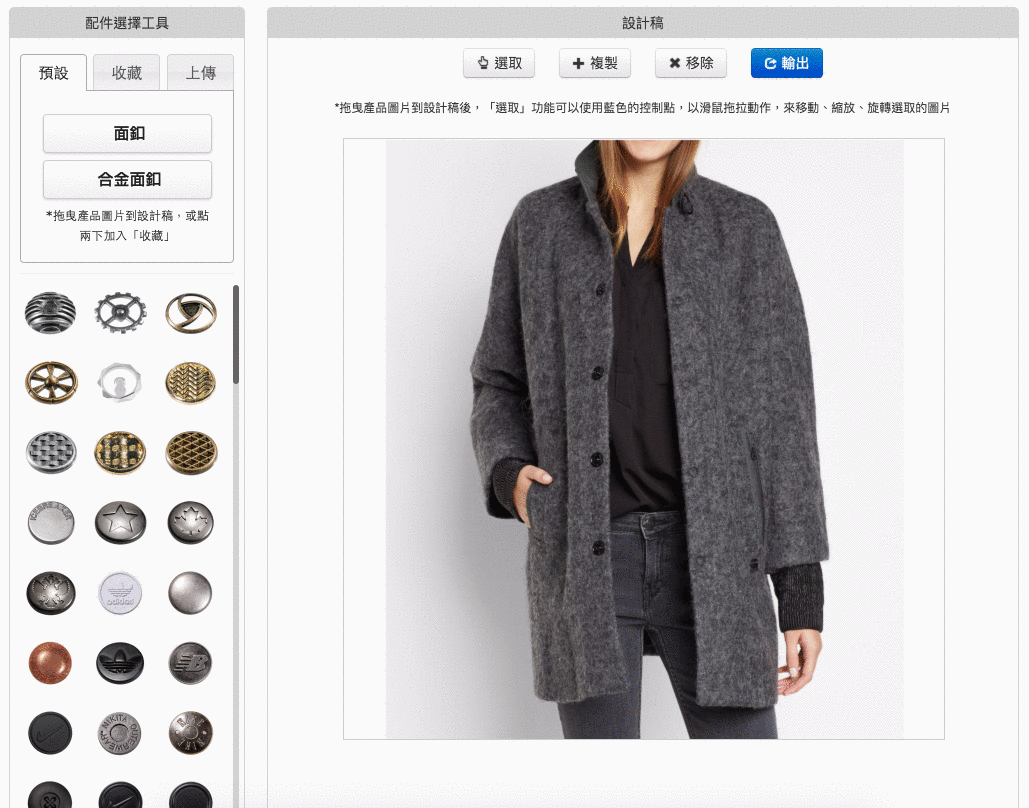 配件選擇工具
設計稿
預設
收藏
上傳
選取
複製
移除
輸出
*拖曳產品圖片到設計稿後，「選取」功能可以使用藍色的控制點，以滑鼠拖拉動作，來移動、縮放、旋轉選取的圖片
面釦
合金面釦
*拖曳產品圖片到設計稿，或點
兩下加入「收藏」
adidas
NIKITA
OUTERWEAR